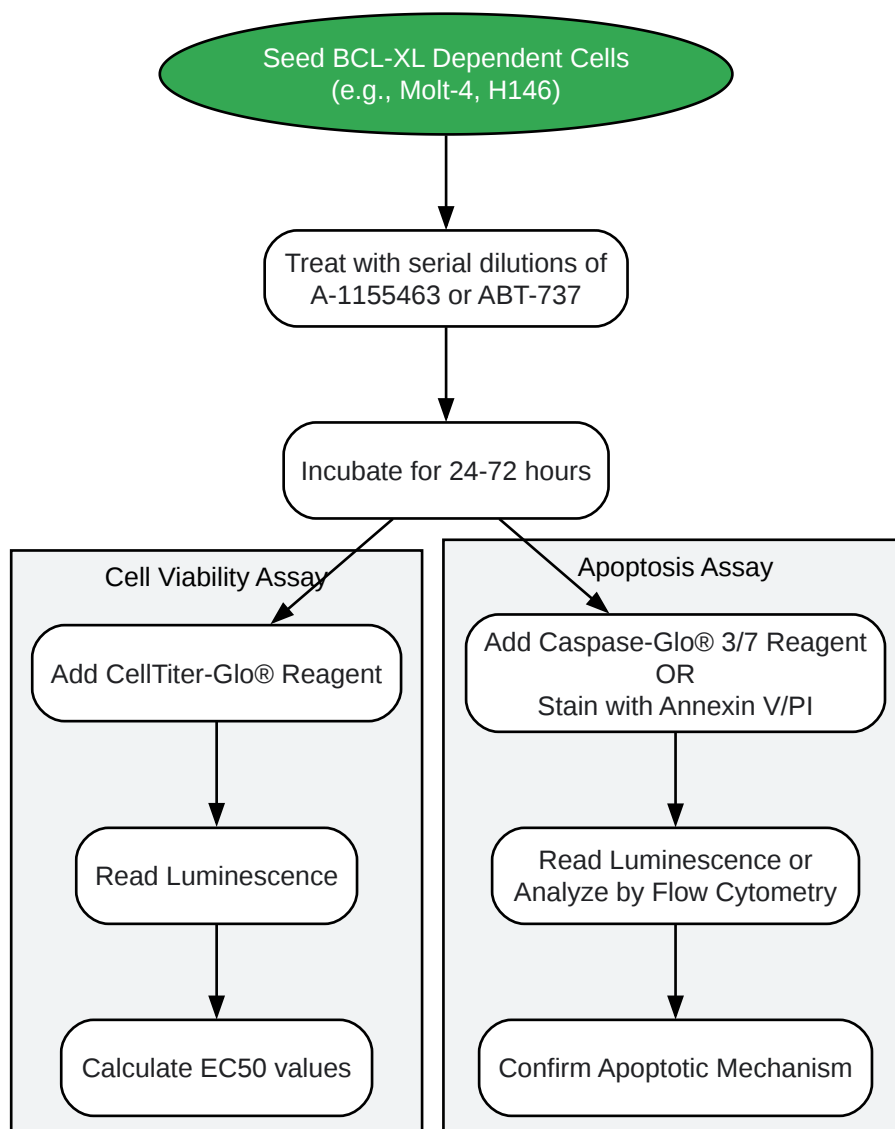 Seed BCL-XL Dependent Cells
(e.g., Molt-4, H146)
Treat with serial dilutions of
A-1155463 or ABT-737
Incubate for 24-72 hours
Cell Viability Assay
Add CellTiter-Glo® Reagent
Read Luminescence
Calculate EC50 values
Apoptosis Assay
Add Caspase-Glo® 3/7 Reagent
OR
Stain with Annexin V/PI
Read Luminescence or
Analyze by Flow Cytometry
Confirm Apoptotic Mechanism